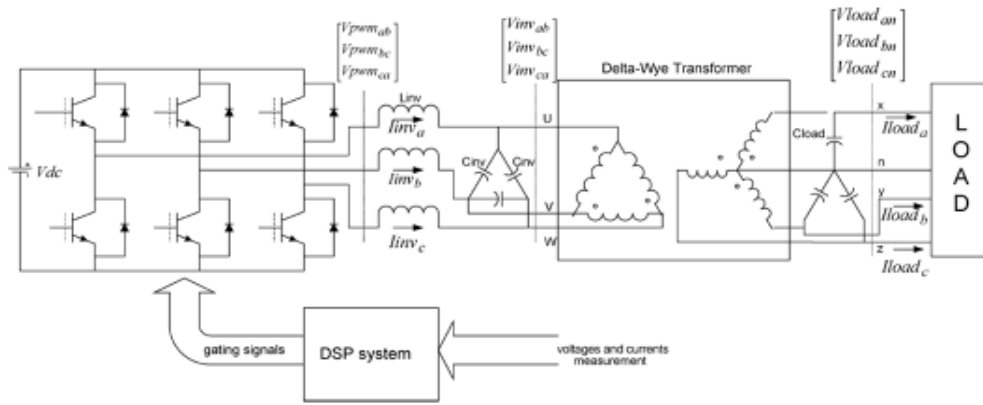 Vpwm_ab
Vpwm_bc
Vpwm_ca
Vinv_ab
Vinv_bc
Vinv_ca
Vload_an
Vload_bn
Vload_cn
Delta-Wye Transformer
Linv
Iinv_a
Iinv_b
Iinv_c
Vdc
Cinv
Cinv
U
V
W
Cload
x
n
y
z
Iload_a
Iload_b
Iload_c
LOAD
gating signals
DSP system
voltages and currents
measurement